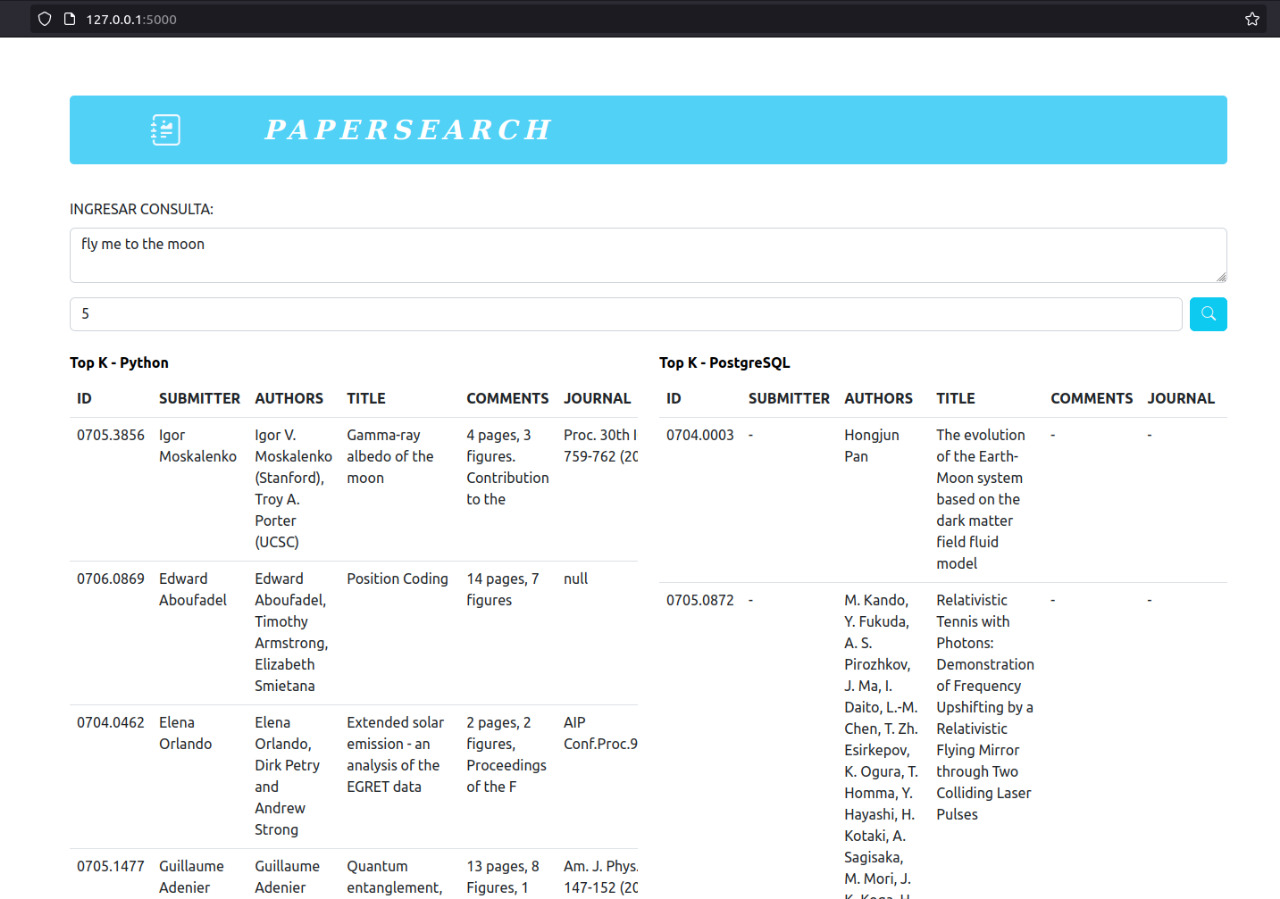 127.0.0.1:5000
PAPERSEARCH
INGRESAR CONSULTA:
fly me to the moon
5
Top K - Python
ID SUBMITTER AUTHORS TITLE COMMENTS JOURNAL
0705.3856 Igor Igor V. Gamma-ray 4 pages, 3 Proc. 30th I
Moskalenko Moskalenko albedo of the figures. 759-762 (20
(Stanford), moon Contribution
Troy A. to the
Porter
(UCSC)
0706.0869 Edward Edward Position Coding 14 pages, 7 null
Aboufadel Aboufadel, figures
Timothy
Armstrong,
Elizabeth
Smietana
0704.0462 Elena Elena Extended solar 2 pages, 2 AIP
Orlando Orlando, emission - an figures, Conf.Proc.9
Dirk Petry analysis of the Proceedings
and EGRET data of the F
Andrew
Strong
0705.1477 Guillaume Guillaume Quantum 13 pages, 8 Am. J. Phys.
Adenier Adenier entanglement, Figures, 1 147-152 (20
Top K - PostgreSQL
ID SUBMITTER AUTHORS TITLE COMMENTS JOURNAL
0704.0003 - Hongjun The evolution - -
Pan of the Earth-
Moon system
based on the
dark matter
field fluid
model
0705.0872 - M. Kando, Relativistic - -
Y. Fukuda, Tennis with
A. S. Photons:
Pirozhkov, Demonstration
J. Ma, I. of Frequency
Daito, L.-M. Upshifting by a
Chen, T. Zh. Relativistic
Esirkepov, Flying Mirror
K. Ogura, T. through Two
Homma, Y. Colliding Laser
Hayashi, H. Pulses
Kotaki, A.
Sagisaka,
M. Mori, J.
K. Koga, H.